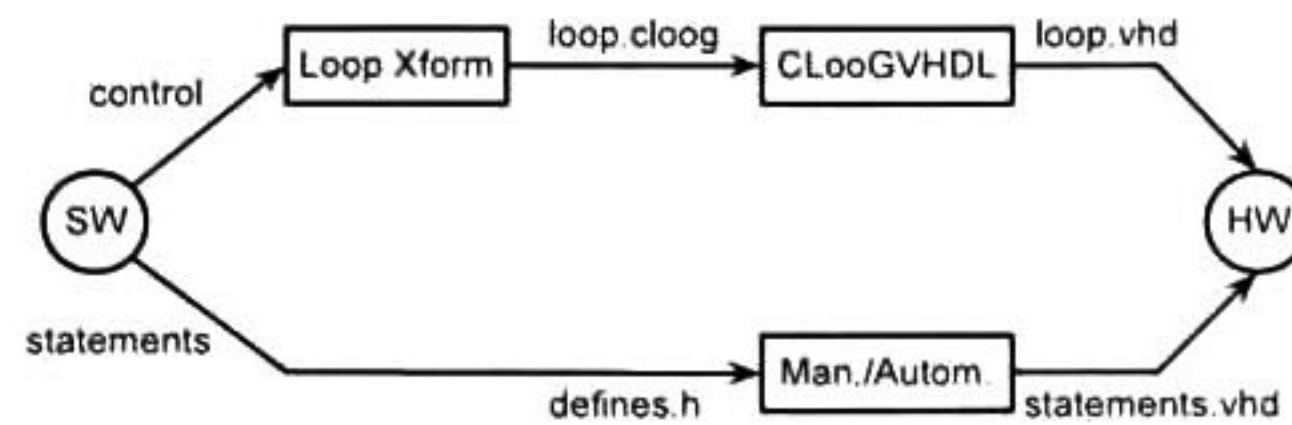 loop.cloog
loop.vhd
Loop Xform
CLooGVHDL
control
SW
HW
statements
Man./Autom.
defines.h
statements.vhd